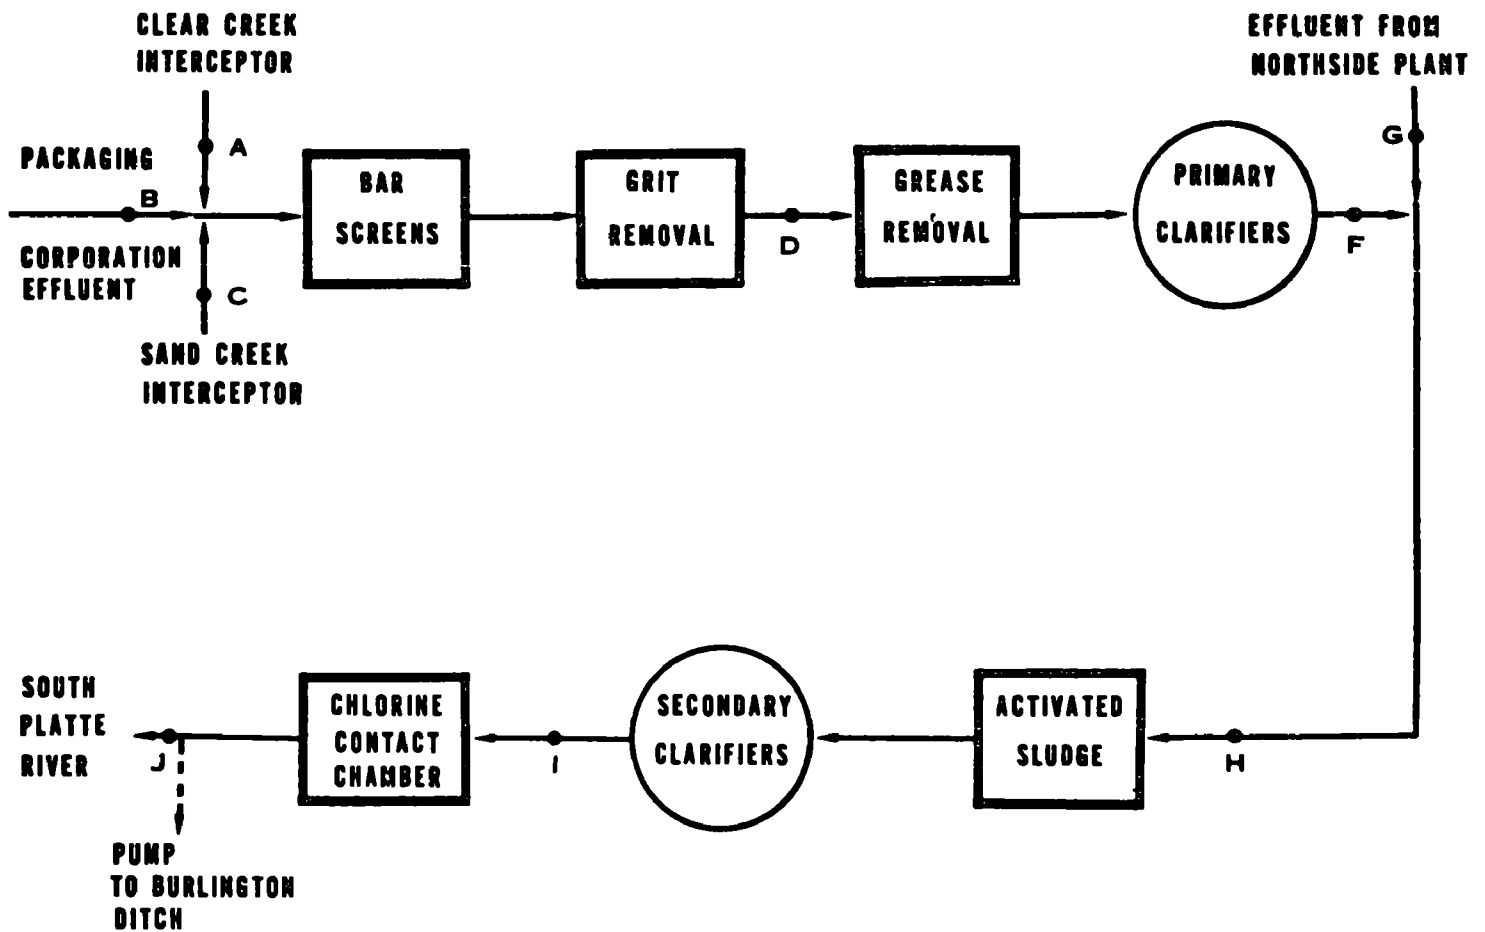 CLEAR CREEK
INTERCEPTOR
EFFLUENT FROM
NORTHSIDE PLANT
A
G
PACKAGING
B
CORPORATION
EFFLUENT
C
SAND CREEK
INTERCEPTOR
BAR
SCREENS
GRIT
REMOVAL
D
GREASE
REMOVAL
PRIMARY
CLARIFIERS
F
SOUTH
PLATTE
RIVER
J
CHLORINE
CONTACT
CHAMBER
I
SECONDARY
CLARIFIERS
ACTIVATED
SLUDGE
H
PUMP
TO BURLINGTON
DITCH